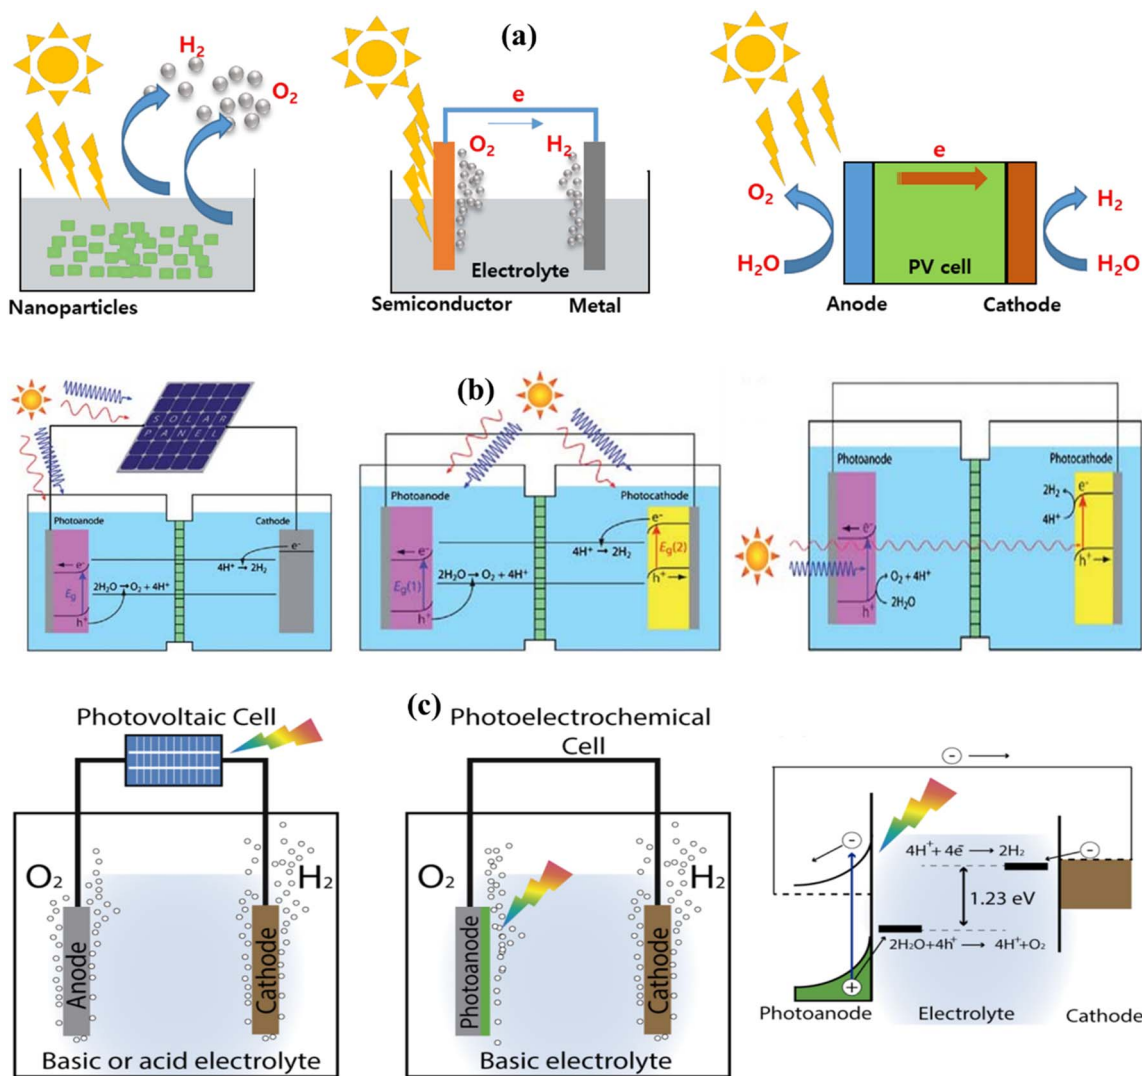 (a)
H2
O2
Nanoparticles
e
O2
H2
Electrolyte
Semiconductor
Metal
e
O2
H2O
PV cell
H2
H2O
Anode
Cathode
(b)
SOLAR
PANEL
Photoanode
Cathode
e-
e-
4H+ → 2H2
2H2O → O2 + 4H+
Eg
h+
Photoanode
Photocathode
e-
e-
4H+ → 2H2
Eg(2)
2H2O → O2 + 4H+
Eg(1)
h+
h+
Photoanode
Photocathode
e-
2H2
4H+
e-
h+
O2 + 4H+
2H2O
h+
(c)
Photovoltaic Cell
O2
H2
Anode
Cathode
Basic or acid electrolyte
Photoelectrochemical
Cell
O2
H2
Photoanode
Cathode
Basic electrolyte
4H+ + 4e- → 2H2
1.23 eV
2H2O+4h+ → 4H+ + O2
Photoanode
Electrolyte
Cathode